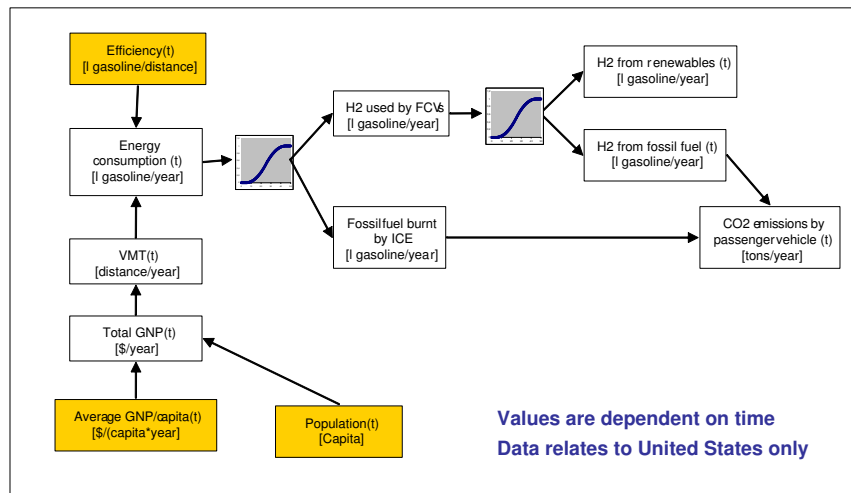 Efficiency(t)
[l gasoline/distance]
Energy
consumption (t)
[l gasoline/year]
VMT(t)
[distance/year]
Total GNP(t)
[$/year]
Average GNP/capita(t)
[$/(capita*year]
Population(t)
[Capita]
H2 used by FCVs
[l gasoline/year]
Fossil fuel burnt
by ICE
[l gasoline/year]
H2 from renewables (t)
[l gasoline/year]
H2 from fossil fuel (t)
[l gasoline/year]
CO2 emissions by
passenger vehicle (t)
[tons/year]
Values are dependent on time
Data relates to United States only